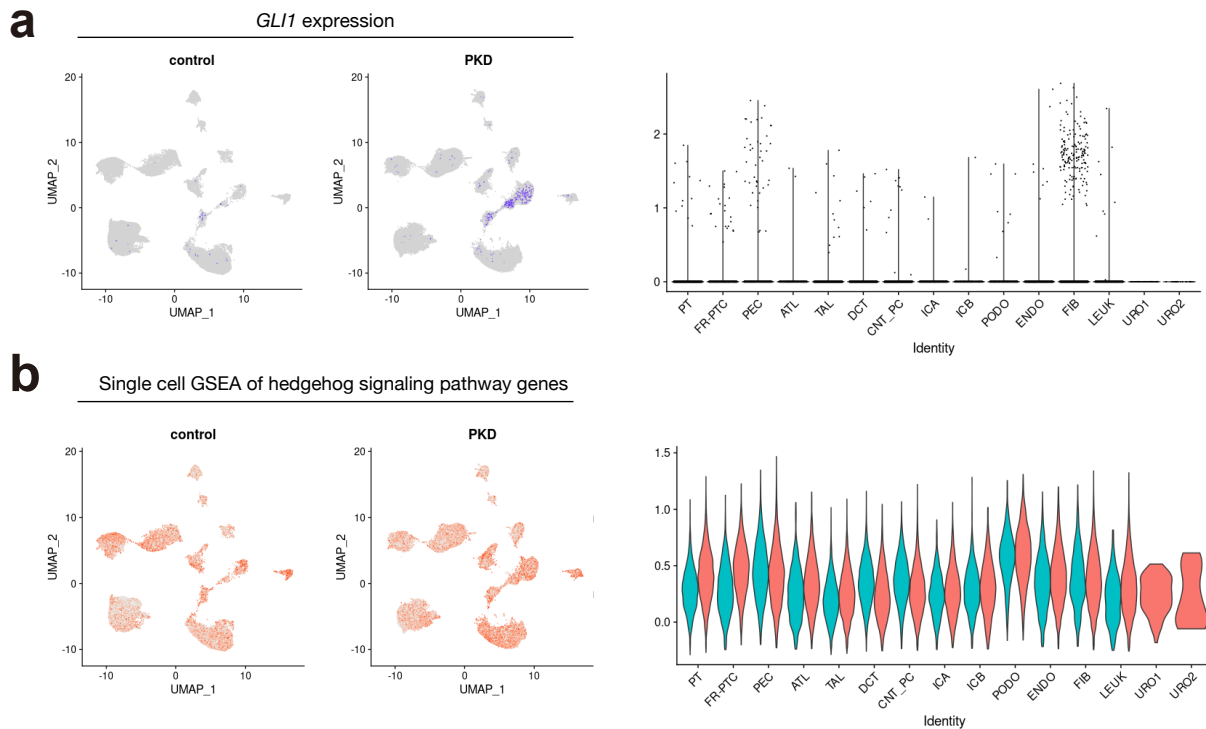 a
GLI1 expression
control
PKD
20
10
0
-10
UMAP_2
-10
0
10
UMAP_1
20
10
0
-10
UMAP_2
-10
0
10
UMAP_1
2
1
0
PT
FR-PTC
PEC
ATL
TAL
DCT
CNT_PC
ICA
ICB
PODO
ENDO
FIB
LEUK
URO1
URO2
Identity
b
Single cell GSEA of hedgehog signaling pathway genes
control
PKD
20
10
0
-10
UMAP_2
-10
0
10
UMAP_1
20
10
0
-10
UMAP_2
-10
0
10
UMAP_1
1.5
1.0
0.5
0.0
PT
FR-PTC
PEC
ATL
TAL
DCT
CNT_PC
ICA
ICB
PODO
ENDO
FIB
LEUK
URO1
URO2
Identity